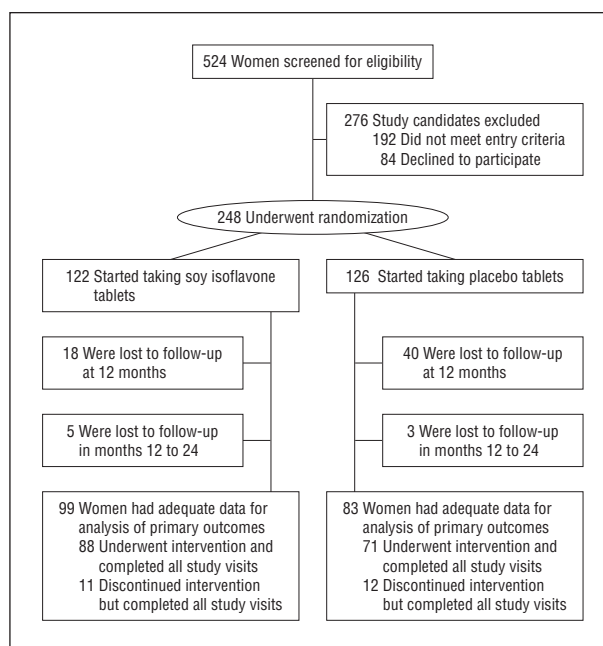 524 Women screened for eligibility
276 Study candidates excluded
192 Did not meet entry criteria
84 Declined to participate
248 Underwent randomization
122 Started taking soy isoflavone
tablets
126 Started taking placebo tablets
18 Were lost to follow-up
at 12 months
40 Were lost to follow-up
at 12 months
5 Were lost to follow-up
in months 12 to 24
3 Were lost to follow-up
in months 12 to 24
99 Women had adequate data for
analysis of primary outcomes
88 Underwent intervention and
completed all study visits
11 Discontinued intervention
but completed all study visits
83 Women had adequate data for
analysis of primary outcomes
71 Underwent intervention and
completed all study visits
12 Discontinued intervention
but completed all study visits